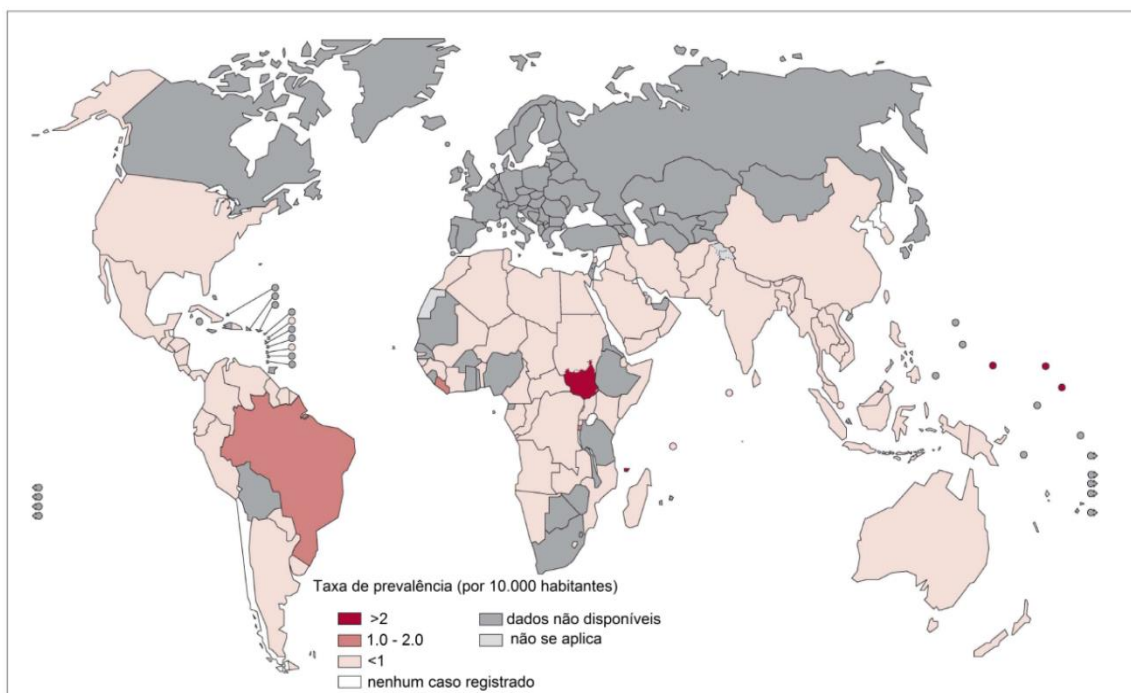 Taxa de prevalência (por 10.000 habitantes)
>2
dados não disponíveis
1.0 - 2.0
não se aplica
<1
nenhum caso registrado